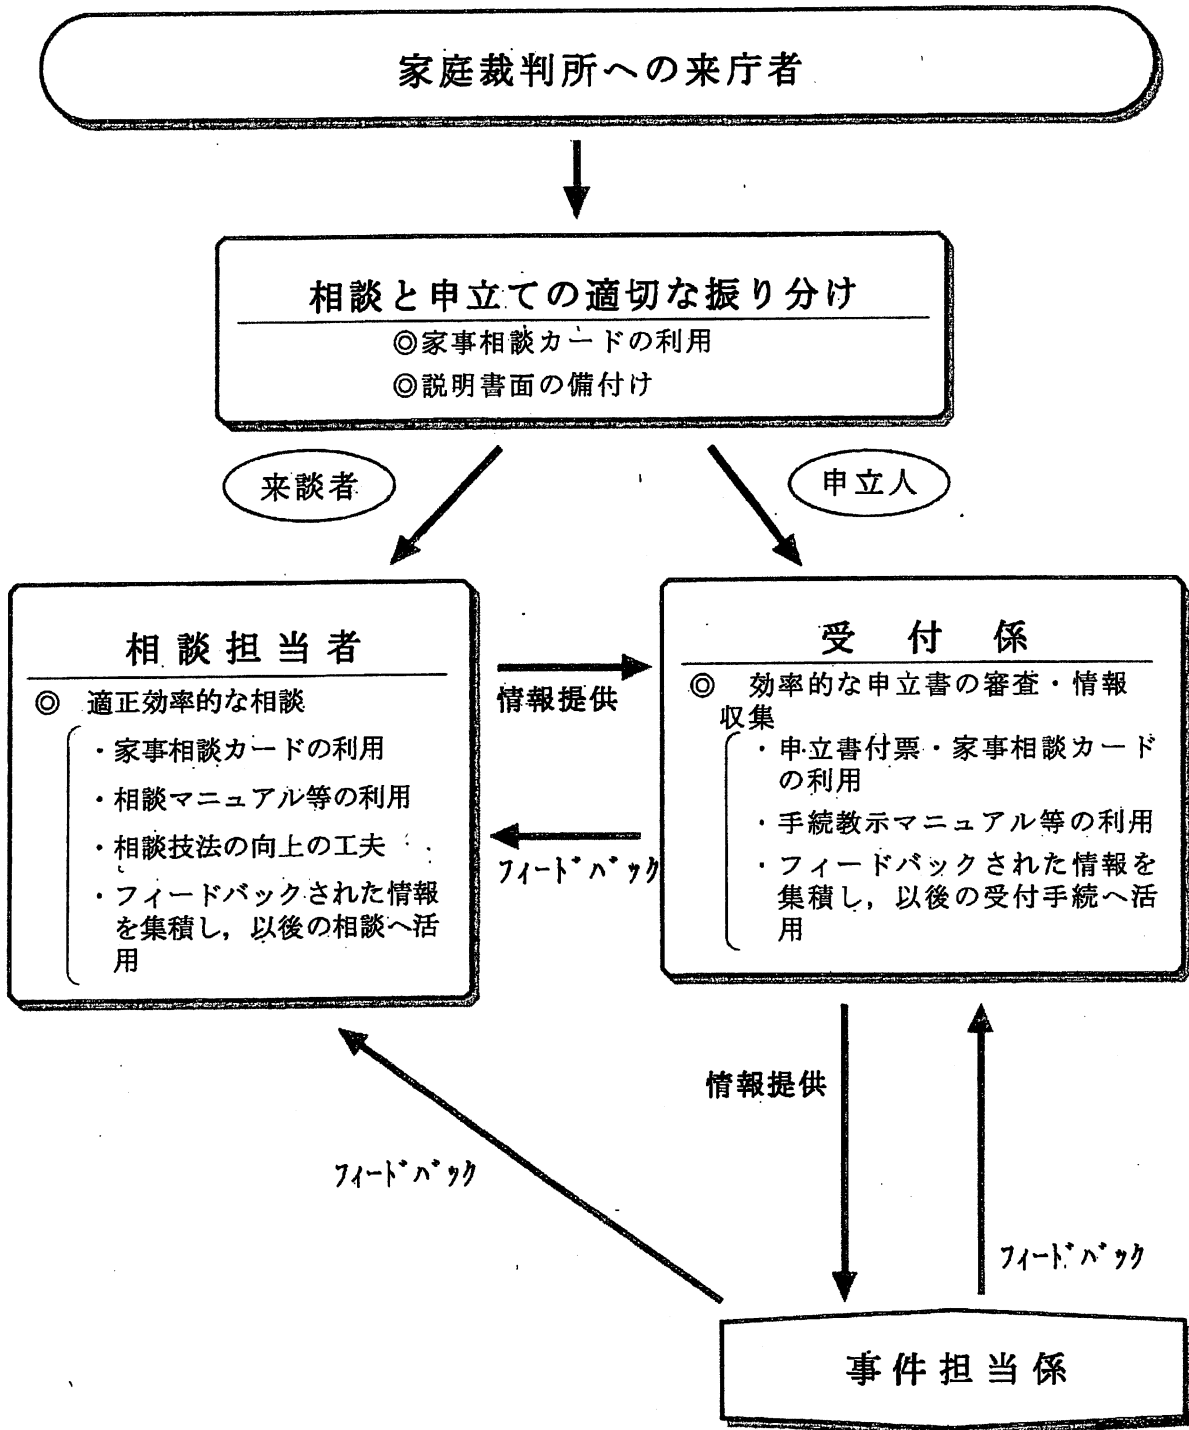 家庭裁判所への来庁者
相談と申立ての適切な振り分け
◎家事相談カードの利用
◎説明書面の備付け
来談者
申立人
相談担当者
◎ 適正効率的な相談
・家事相談カードの利用
・相談マニュアル等の利用
・相談技法の向上の工夫
・フィードバックされた情報
を集積し，以後の相談へ活
用
情報提供
フィードバック
受付係
◎ 効率的な申立書の審査・情報
収集
・申立書付票・家事相談カード
の利用
・手続教示マニュアル等の利用
・フィードバックされた情報を
集積し，以後の受付手続へ活
用
情報提供
フィードバック
フィードバック
事件担当係